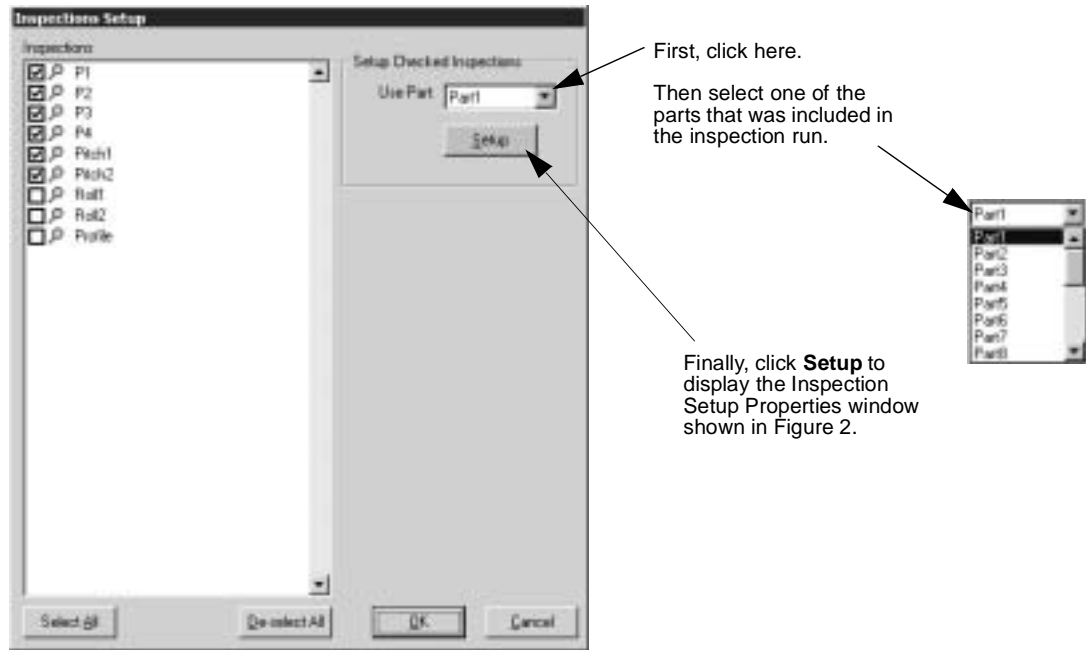 Inspections Setup
Inspections
P1
P2
P3
P4
Pitch1
Pitch2
Roll1
Roll2
Profile
Setup Checked Inspections
Use Part
Part1
Setup
Select All
De-select All
OK
Cancel
First, click here.
Then select one of the
parts that was included in
the inspection run.
Part1
Part1
Part2
Part3
Part4
Part5
Part6
Part7
Part8
Finally, click Setup to
display the Inspection
Setup Properties window
shown in Figure 2.